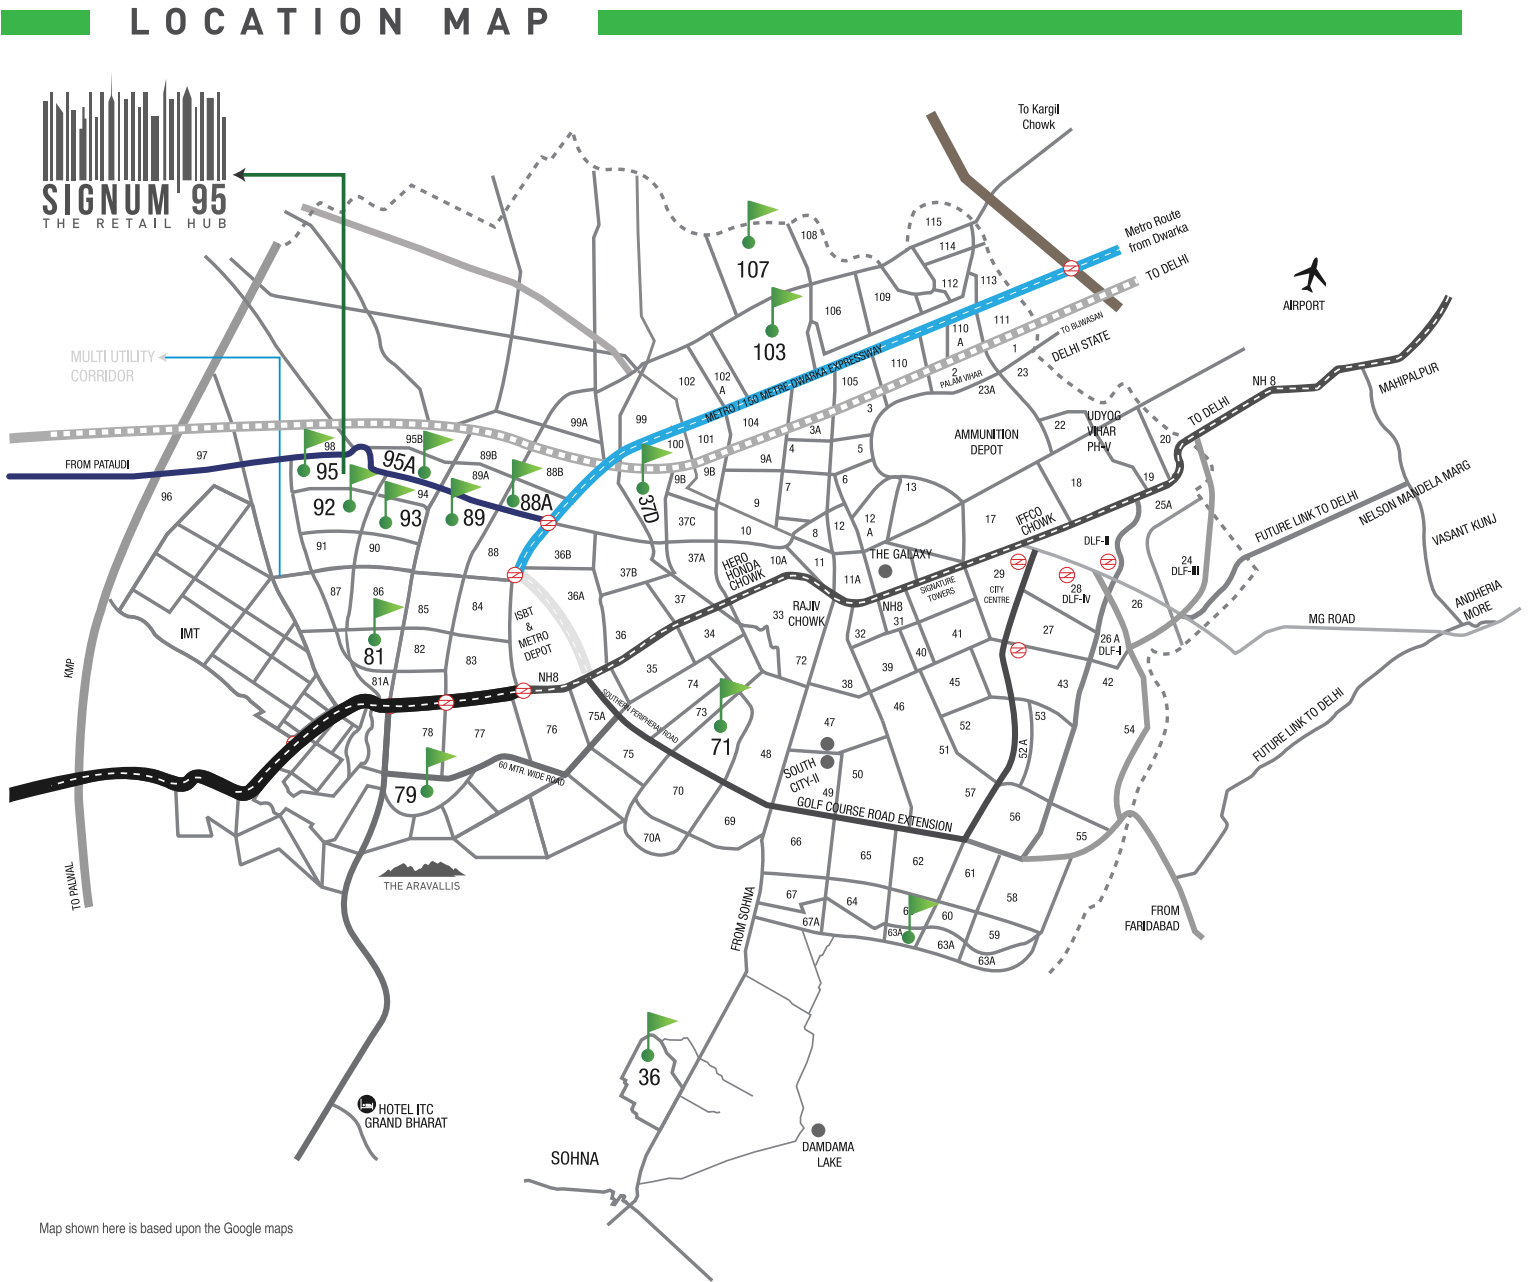 LOCATION MAP
SIGNUM 95
THE RETAIL HUB
To Kargil
Chowk
Metro Route
from Dwarka
TO DELHI
AIRPORT
TO BIJWASAN
DELHI STATE
115
114
108
107
112
113
109
106
103
110
A
111
1
110
2
PALAM VIHAR
23
23A
METRO / 150 METRE DWARKA EXPRESSWAY
105
102
102
A
104
3
3A
MULTI UTILITY
CORRIDOR
NH 8
MAHIPALPUR
TO DELHI
UDYOG
VIHAR
PH-V
22
20
AMMUNITION
DEPOT
99A
99
100
101
98
95B
89B
97
FROM PATAUDI
95
95A
89A
88B
9B
9B
9A
4
5
96
92
94
93
89
88A
37D
7
6
13
18
19
9
12
12
A
17
IFFCO
CHOWK
25A
FUTURE LINK TO DELHI
NELSON MANDELA MARG
VASANT KUNJ
37C
10
8
91
90
88
36B
37A
HERO
HONDA
CHOWK
10A
11
THE GALAXY
DLF-II
24
DLF-III
87
86
85
84
36A
37B
37
11A
SIGNATURE
TOWERS
29
CITY
CENTRE
28
DLF-IV
26
ANDHERIA
MORE
MG ROAD
IMT
ISBT
&
METRO
DEPOT
RAJIV
CHOWK
33
NH8
31
32
36
34
41
27
26 A
DLF-I
81
82
83
35
72
39
40
KMP
81A
NH8
74
38
45
43
42
SOUTHERN PERIPHERAL ROAD
73
71
46
47
52
53
54
78
77
76
75A
75
48
51
52 A
FUTURE LINK TO DELHI
60 MTR. WIDE ROAD
SOUTH
CITY-II
50
49
57
79
70
69
70A
GOLF COURSE ROAD EXTENSION
56
55
66
65
62
61
58
THE ARAVALLIS
TO PALWAL
67
64
60
59
67A
63A
63A
63A
FROM SOHNA
FROM
FARIDABAD
36
HOTEL ITC
GRAND BHARAT
SOHNA
DAMDAMA
LAKE
Map shown here is based upon the Google maps